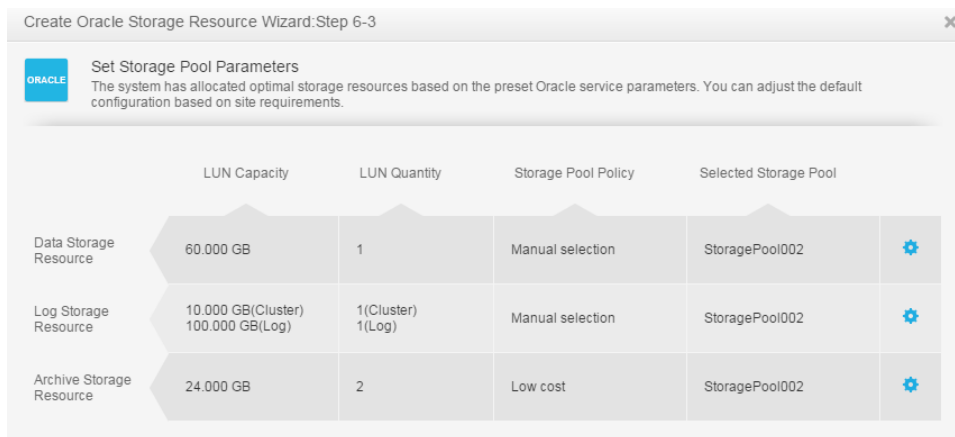 Create Oracle Storage Resource Wizard:Step 6-3
ORACLE
Set Storage Pool Parameters
The system has allocated optimal storage resources based on the preset Oracle service parameters. You can adjust the default
configuration based on site requirements.
LUN Capacity LUN Quantity Storage Pool Policy Selected Storage Pool
Data Storage
Resource
60.000 GB 1 Manual selection StoragePool002
Log Storage
Resource
10.000 GB(Cluster)
100.000 GB(Log)
1(Cluster)
1(Log)
Manual selection StoragePool002
Archive Storage
Resource
24.000 GB 2 Low cost StoragePool002